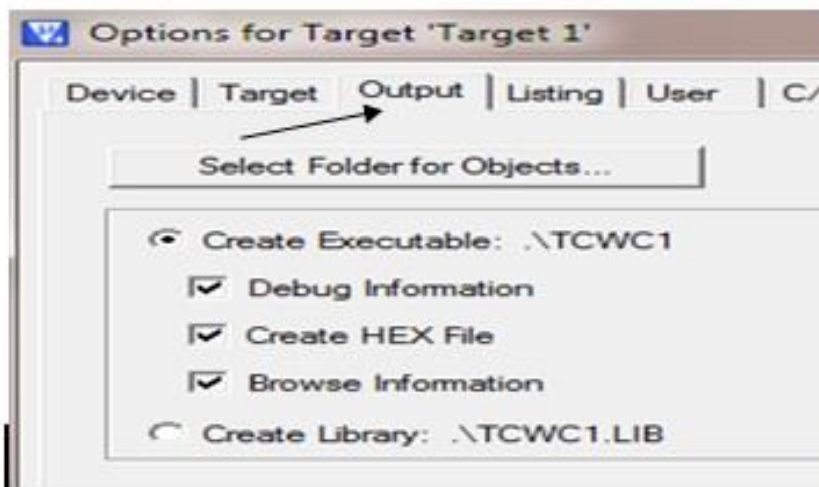 Options for Target 'Target 1'
Device | Target Output | Listing | User | C/
Select Folder for Objects...
Create Executable: .\TCWC1
Debug Information
Create HEX File
Browse Information
Create Library: .\TCWC1.LIB